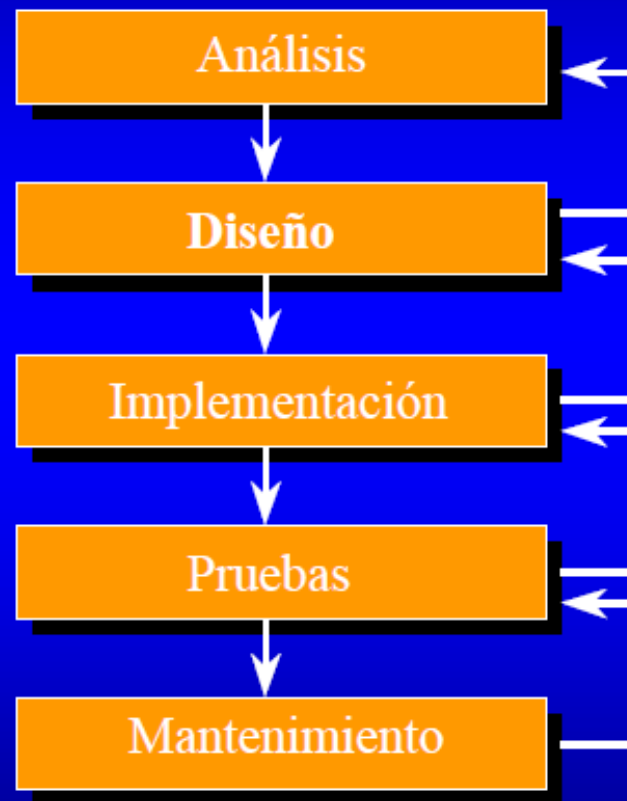 Análisis
Diseño
Implementación
Pruebas
Mantenimiento